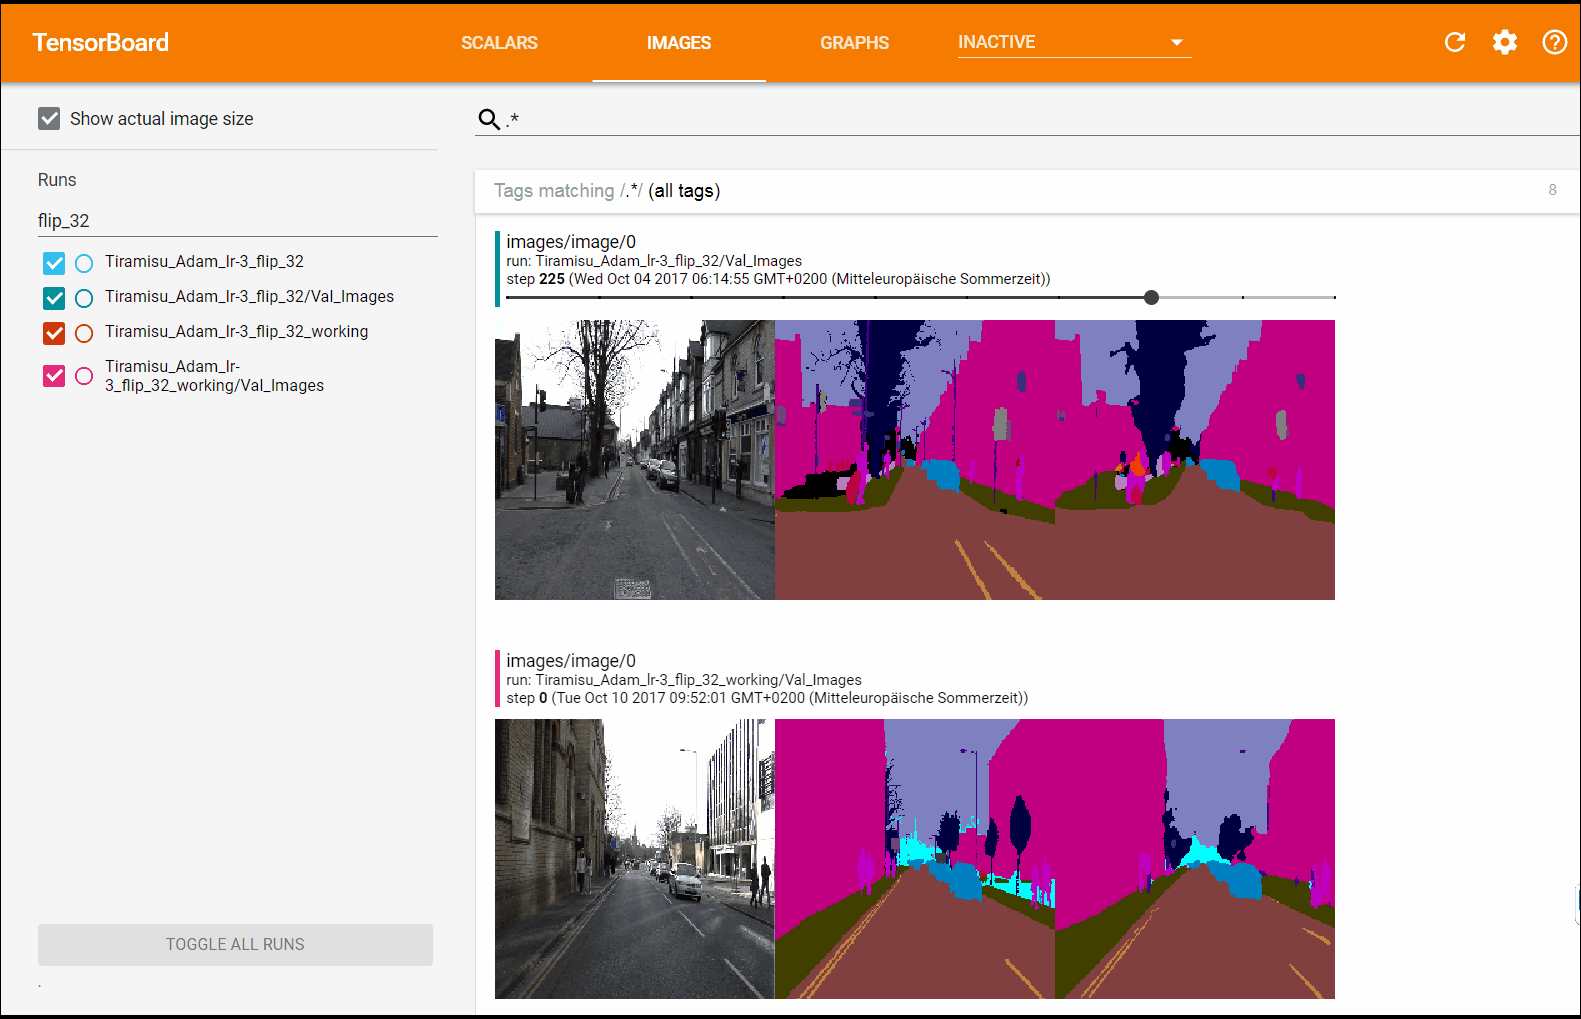 TensorBoard
SCALARS
IMAGES
GRAPHS
INACTIVE
Show actual image size
.*
Runs
flip_32
Tiramisu_Adam_lr-3_flip_32
Tiramisu_Adam_lr-3_flip_32/Val_Images
Tiramisu_Adam_lr-3_flip_32_working
Tiramisu_Adam_lr-
3_flip_32_working/Val_Images
TOGGLE ALL RUNS
.
Tags matching /.*/ (all tags)
8
images/image/0
run: Tiramisu_Adam_lr-3_flip_32/Val_Images
step 225 (Wed Oct 04 2017 06:14:55 GMT+0200 (Mitteleuropäische Sommerzeit))
images/image/0
run: Tiramisu_Adam_lr-3_flip_32_working/Val_Images
step 0 (Tue Oct 10 2017 09:52:01 GMT+0200 (Mitteleuropäische Sommerzeit))